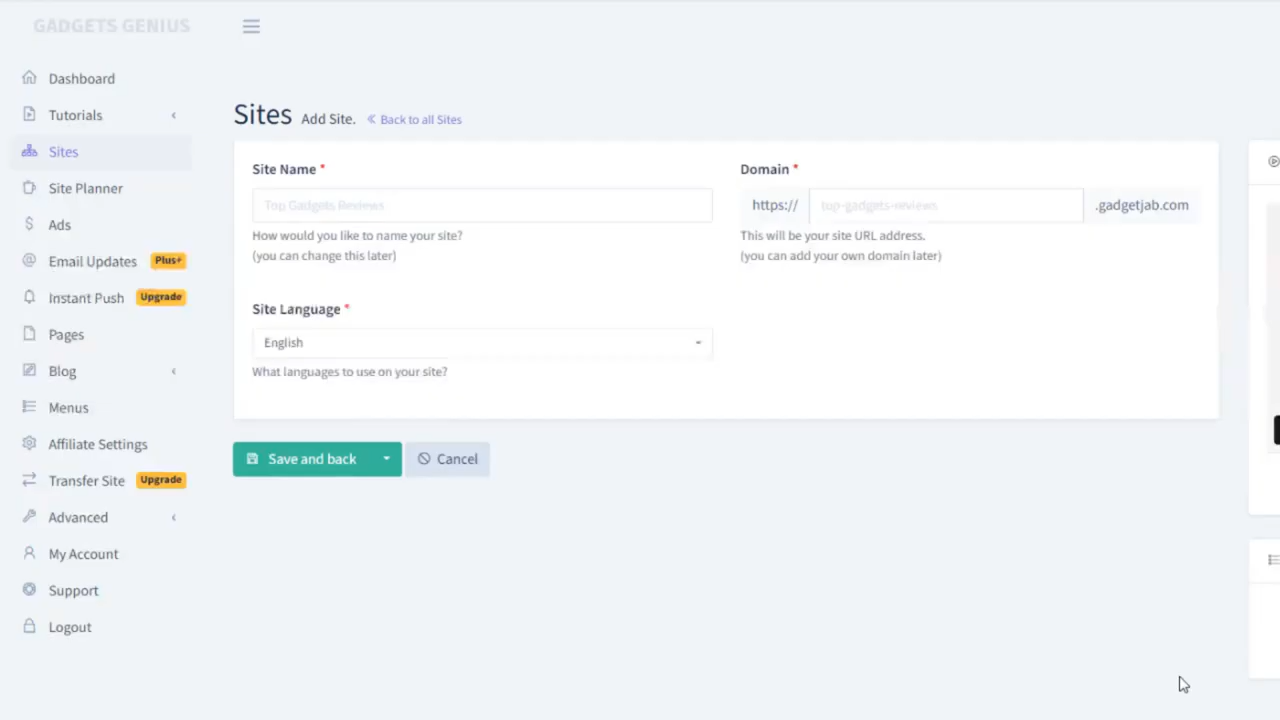 GADGETS GENIUS
Dashboard
Tutorials
Sites
Site Planner
Ads
Email Updates Plus+
Instant Push Upgrade
Pages
Blog
Menus
Affiliate Settings
Transfer Site Upgrade
Advanced
My Account
Support
Logout
Sites Add Site. « Back to all Sites
Site Name *
Top Gadgets Reviews
How would you like to name your site?
(you can change this later)
Domain *
https:// top-gadgets-reviews .gadgetjab.com
This will be your site URL address.
(you can add your own domain later)
Site Language *
English
What languages to use on your site?
Save and back
Cancel